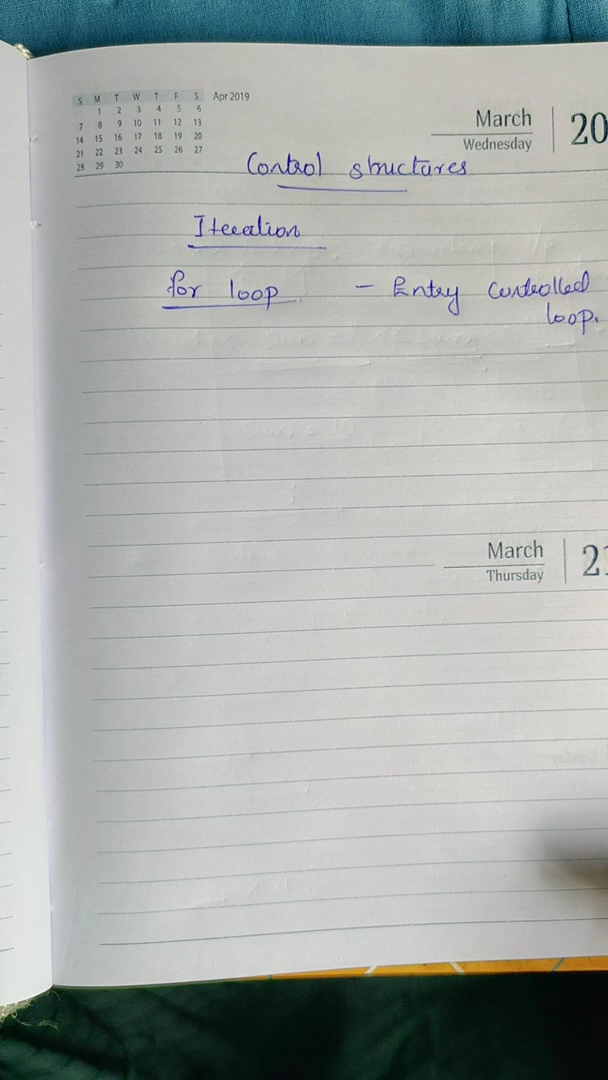 S M T W T F S Apr 2019
1 2 3 4 5 6
7 8 9 10 11 12 13
14 15 16 17 18 19 20
21 22 23 24 25 26 27
28 29 30
March
Wednesday
20
Control structures
Iteration
for loop - Entry controlled
loop.
March
Thursday
21